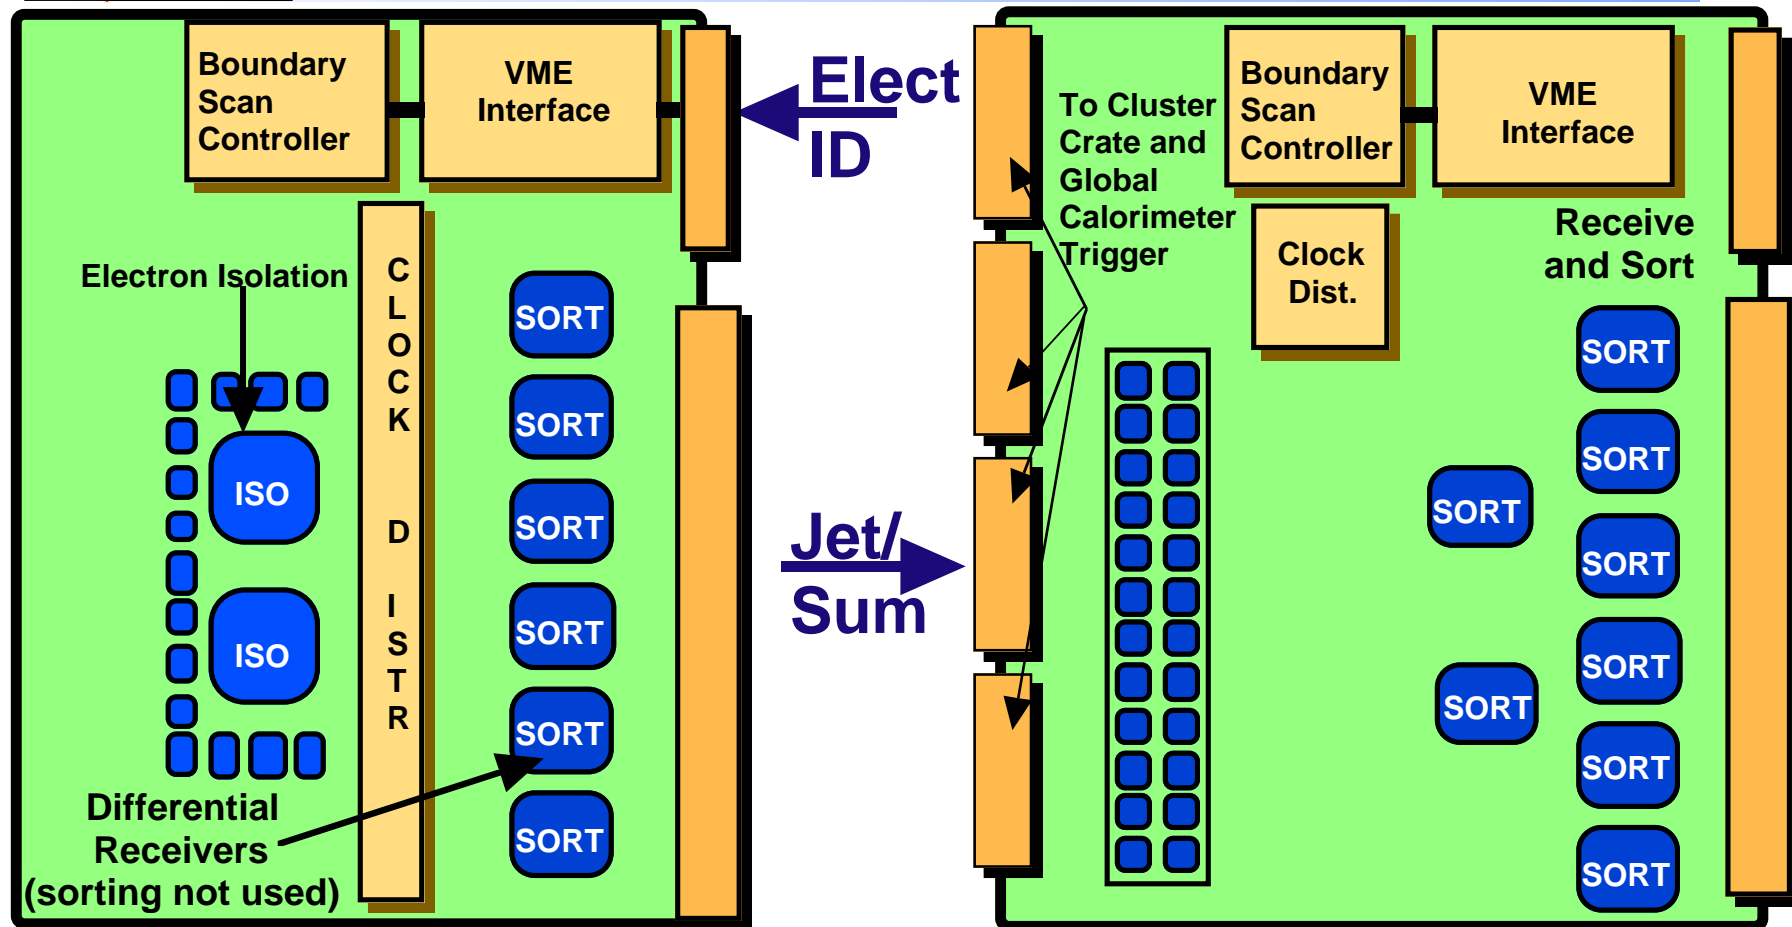 Boundary
Scan
Controller
VME
Interface
Electron Isolation
C
L
O
C
K
D
I
S
T
R
SORT
SORT
SORT
SORT
SORT
SORT
ISO
ISO
Differential
Receivers
(sorting not used)
Elect
ID
Jet/
Sum
To Cluster
Crate and
Global
Calorimeter
Trigger
Boundary
Scan
Controller
VME
Interface
Clock
Dist.
Receive
and Sort
SORT
SORT
SORT
SORT
SORT
SORT
SORT
SORT